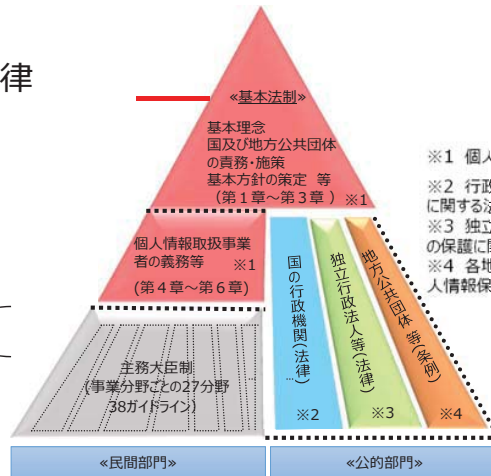 律
«基本法制»
基本理念
国及び地方公共団体
の責務・施策
基本方針の策定 等
(第1章~第3章) ※1
※1 個人
※2 行政
に関する法
※3 独立
の保護に関
※4 各地
人情報保
個人情報取扱事業
者の義務等 ※1
(第4章~第6章)
国の行政機関(法律)
…
※2
独立行政法人等(法律)
※3
地方公共団体 等(条例)
※4
主務大臣制
(事業分野ごとの27分野
38ガイドライン)
«民間部門»
«公的部門»